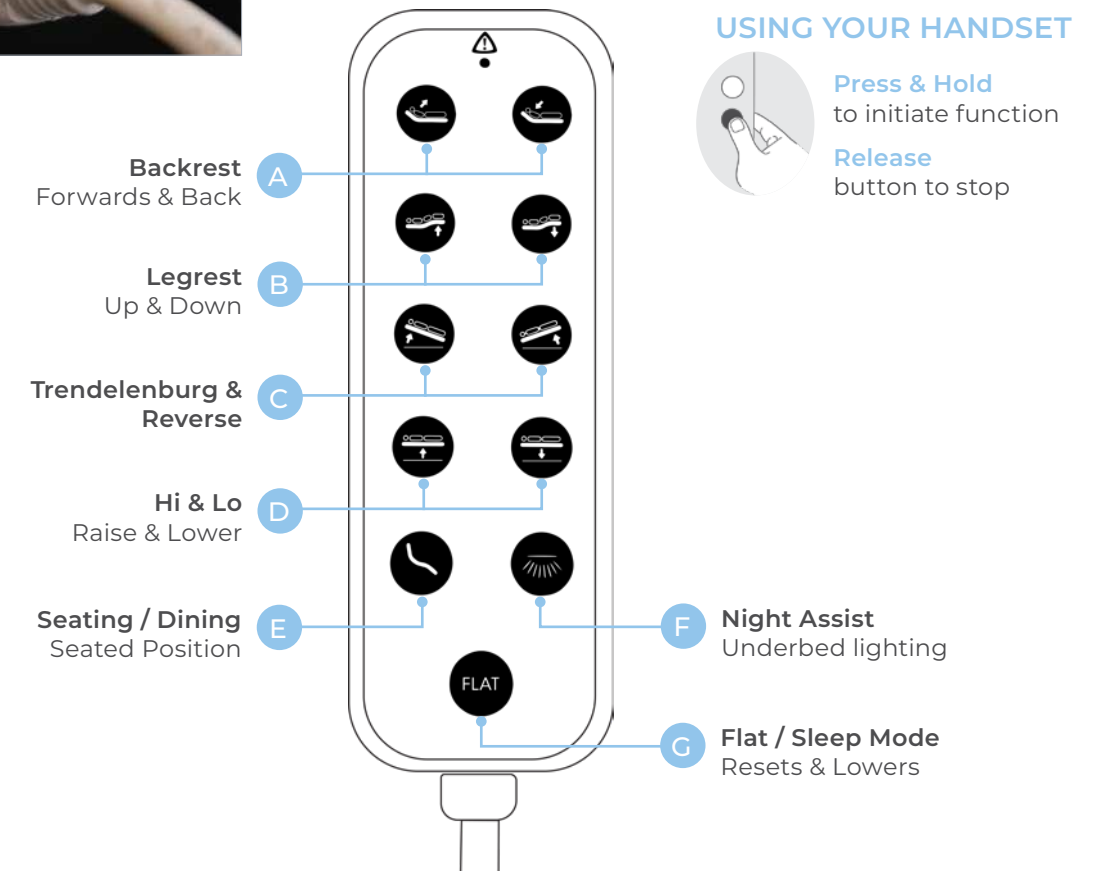 USING YOUR HANDSET
Press & Hold
to initiate function
Release
button to stop
A
Backrest
Forwards & Back
B
Legrest
Up & Down
C
Trendelenburg &
Reverse
D
Hi & Lo
Raise & Lower
E
Seating / Dining
Seated Position
F
Night Assist
Underbed lighting
FLAT
G
Flat / Sleep Mode
Resets & Lowers